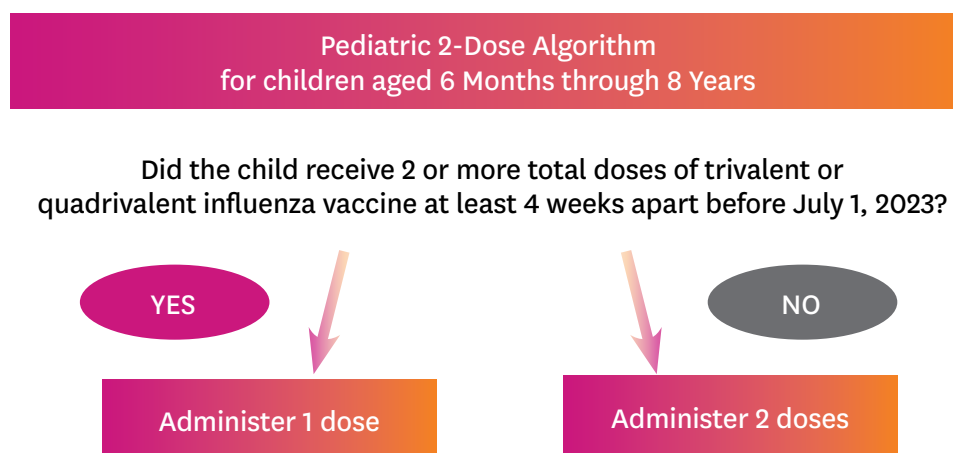 Pediatric 2-Dose Algorithm
for children aged 6 Months through 8 Years
Did the child receive 2 or more total doses of trivalent or
quadrivalent influenza vaccine at least 4 weeks apart before July 1, 2023?
YES
NO
Administer 1 dose
Administer 2 doses